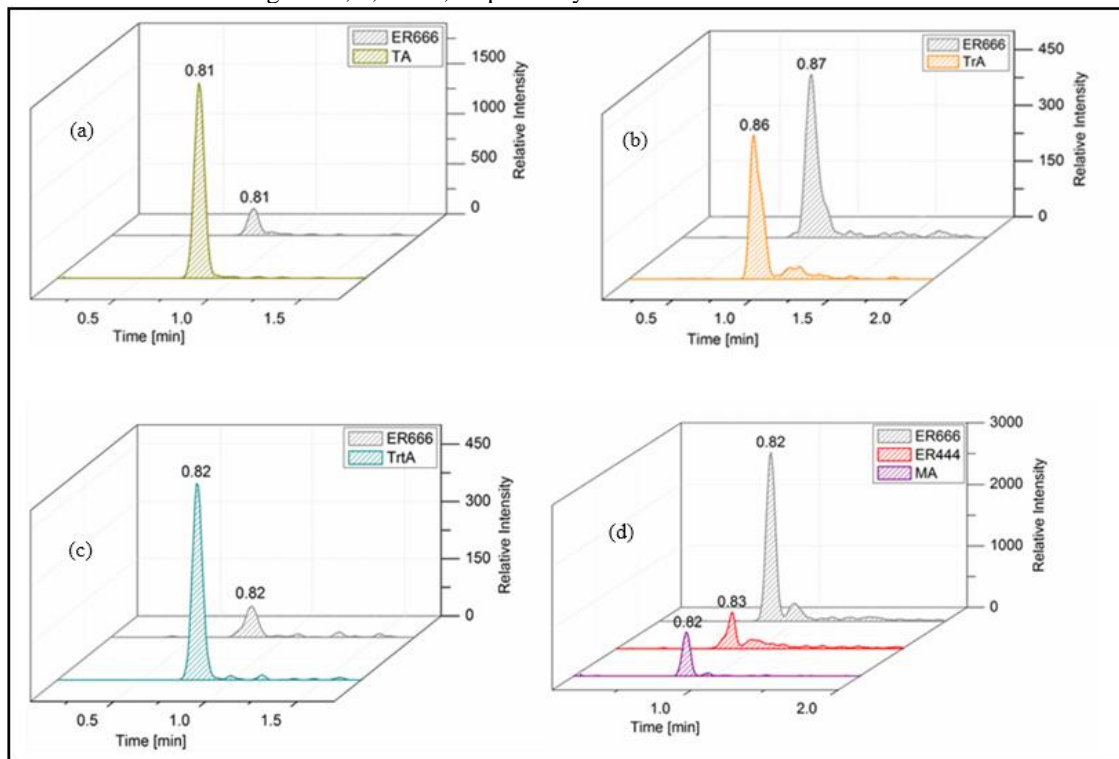 ER666
TA
1500
1000
500
0
Relative Intensity
0.81
0.81
(a)
0.5
1.0
1.5
Time [min]
ER666
TrA
450
300
150
0
Relative Intensity
0.87
0.86
(b)
0.5
1.0
1.5
2.0
Time [min]
ER666
TrtA
450
300
150
0
Relative Intensity
0.82
0.82
(c)
0.5
1.0
1.5
Time [min]
ER666
ER444
MA
3000
2000
1000
0
Relative Intensity
0.82
0.83
0.82
(d)
1.0
2.0
Time [min]